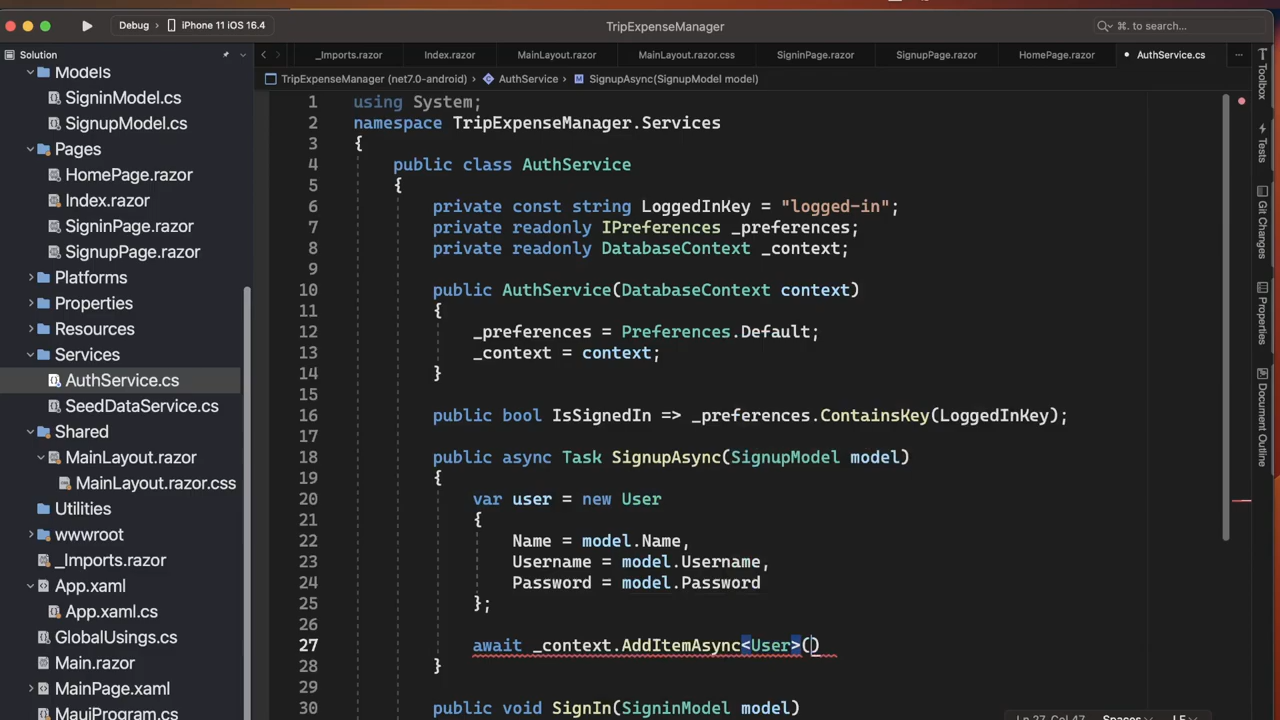 Debug > iPhone 11 iOS 16.4
TripExpenseManager
⌘. to search...
Solution
_Imports.razor
Index.razor
MainLayout.razor
MainLayout.razor.css
SigninPage.razor
SignupPage.razor
HomePage.razor
AuthService.cs
TripExpenseManager (net7.0-android) > AuthService > SignupAsync(SignupModel model)
Models
SigninModel.cs
SignupModel.cs
Pages
HomePage.razor
Index.razor
SigninPage.razor
SignupPage.razor
Platforms
Properties
Resources
Services
AuthService.cs
SeedDataService.cs
Shared
MainLayout.razor
MainLayout.razor.css
Utilities
wwwroot
_Imports.razor
App.xaml
App.xaml.cs
GlobalUsings.cs
Main.razor
MainPage.xaml
MauiProgram.cs
1 using System;
2 namespace TripExpenseManager.Services
3 {
4 public class AuthService
5 {
6 private const string LoggedInKey = "logged-in";
7 private readonly IPreferences _preferences;
8 private readonly DatabaseContext _context;
9
10 public AuthService(DatabaseContext context)
11 {
12 _preferences = Preferences.Default;
13 _context = context;
14 }
15
16 public bool IsSignedIn => _preferences.ContainsKey(LoggedInKey);
17
18 public async Task SignupAsync(SignupModel model)
19 {
20 var user = new User
21 {
22 Name = model.Name,
23 Username = model.Username,
24 Password = model.Password
25 };
26
27 await _context.AddItemAsync<User>()
28 }
29
30 public void SignIn(SigninModel model)
Toolbox
Tests
Git Changes
Properties
Document Outline
Ln 27, Col 47
Spaces
LF